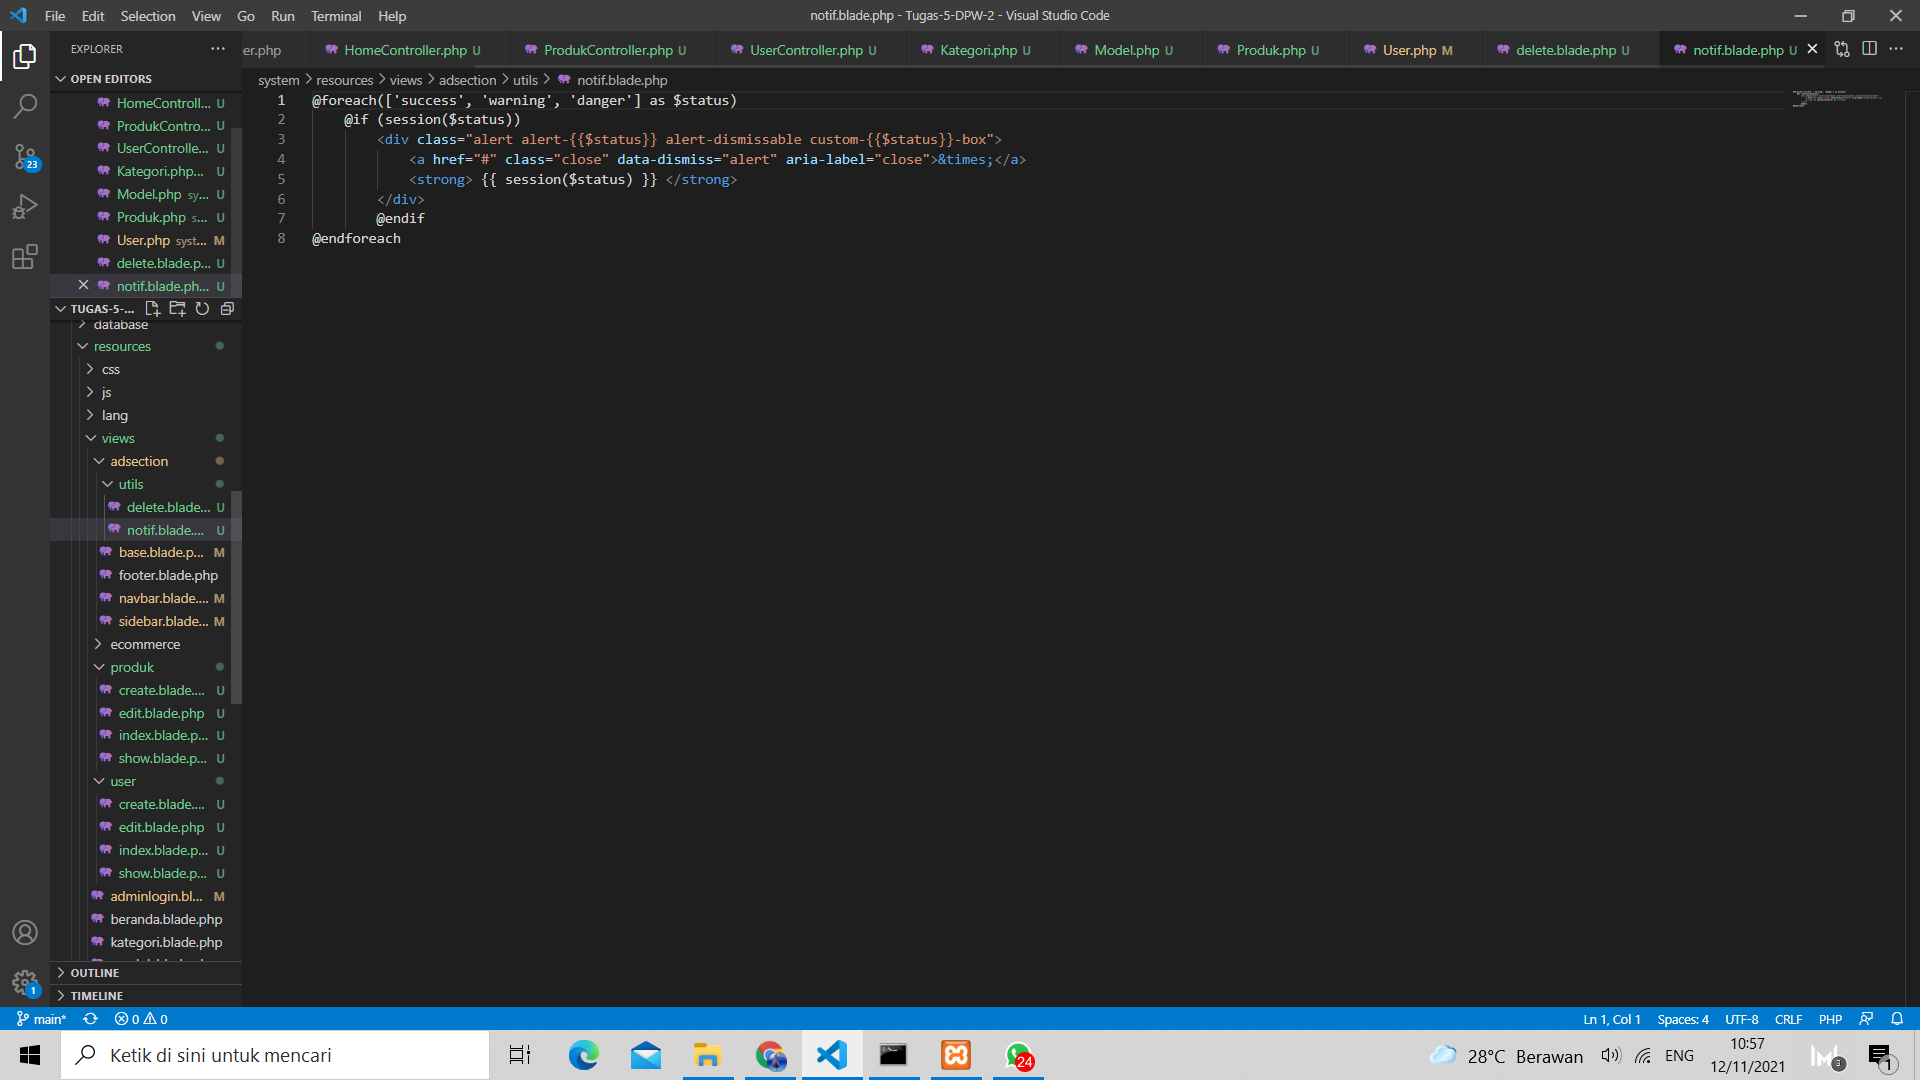 File Edit Selection View Go Run Terminal Help
notif.blade.php - Tugas-5-DPW-2 - Visual Studio Code
EXPLORER
er.php
HomeController.php U
ProdukController.php U
UserController.php U
Kategori.php U
Model.php U
Produk.php U
User.php M
delete.blade.php U
notif.blade.php U
system > resources > views > adsection > utils > notif.blade.php
OPEN EDITORS
HomeControll... U
ProdukContro... U
UserControlle... U
Kategori.php... U
Model.php sy... U
Produk.php s... U
User.php syst... M
delete.blade.p... U
notif.blade.ph... U
TUGAS-5-...
database
resources
css
js
lang
views
adsection
utils
delete.blade... U
notif.blade.... U
base.blade.p... M
footer.blade.php
navbar.blade.... M
sidebar.blade... M
ecommerce
produk
create.blade.... U
edit.blade.php U
index.blade.p... U
show.blade.p... U
user
create.blade.... U
edit.blade.php U
index.blade.p... U
show.blade.p... U
adminlogin.bl... M
beranda.blade.php
kategori.blade.php
OUTLINE
TIMELINE
23
1
1 @foreach(['success', 'warning', 'danger'] as $status)
2 @if (session($status))
3 <div class="alert alert-{{$status}} alert-dismissable custom-{{$status}}-box">
4 <a href="#" class="close" data-dismiss="alert" aria-label="close">&times;</a>
5 <strong> {{ session($status) }} </strong>
6 </div>
7 @endif
8 @endforeach
main* 0 0
Ln 1, Col 1 Spaces: 4 UTF-8 CRLF PHP
Ketik di sini untuk mencari
24
28°C Berawan
ENG
10:57
12/11/2021
3
1